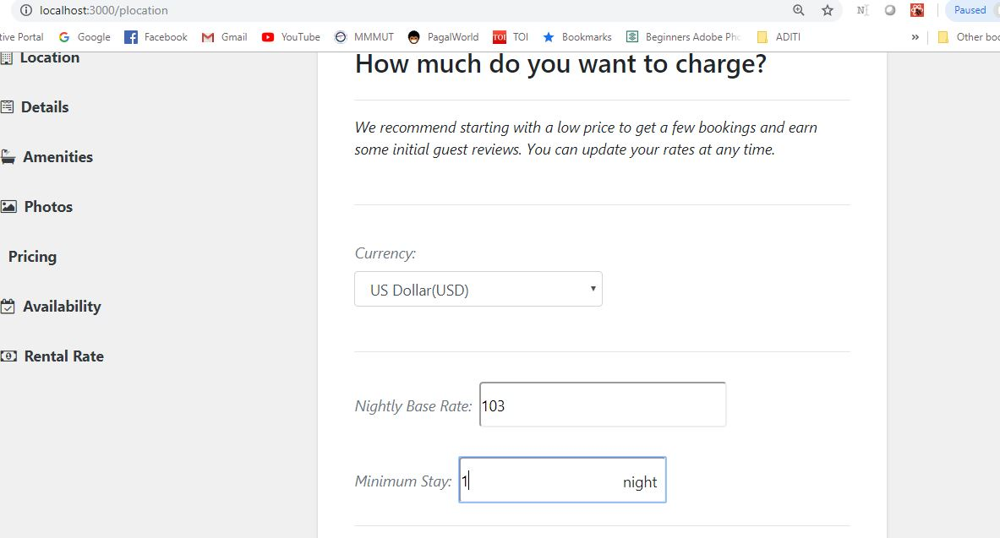 localhost:3000/plocation
N
Paused
ive Portal
Google
Facebook
Gmail
YouTube
MMMUT
PagalWorld
TOI
TOI
Bookmarks
Beginners Adobe Pho
ADITI
»
Other boo
Location
How much do you want to charge?
Details
We recommend starting with a low price to get a few bookings and earn
some initial guest reviews. You can update your rates at any time.
Amenities
Photos
Pricing
Currency:
US Dollar(USD)
Availability
Rental Rate
Nightly Base Rate: 103
Minimum Stay: 1 night